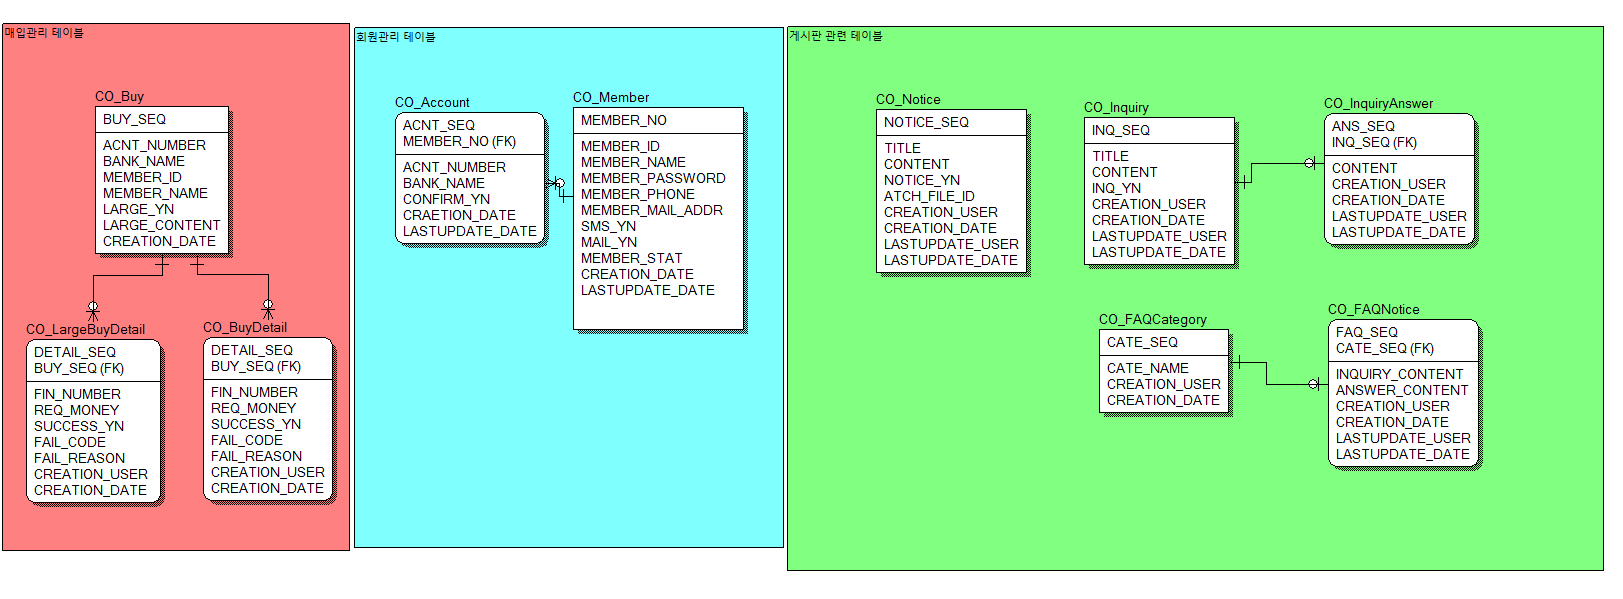 매입관리 테이블
CO_Buy
BUY_SEQ
ACNT_NUMBER
BANK_NAME
MEMBER_ID
MEMBER_NAME
LARGE_YN
LARGE_CONTENT
CREATION_DATE
CO_LargeBuyDetail
DETAIL_SEQ
BUY_SEQ (FK)
FIN_NUMBER
REQ_MONEY
SUCCESS_YN
FAIL_CODE
FAIL_REASON
CREATION_USER
CREATION_DATE
CO_BuyDetail
DETAIL_SEQ
BUY_SEQ (FK)
FIN_NUMBER
REQ_MONEY
SUCCESS_YN
FAIL_CODE
FAIL_REASON
CREATION_USER
CREATION_DATE
회원관리 테이블
CO_Account
ACNT_SEQ
MEMBER_NO (FK)
ACNT_NUMBER
BANK_NAME
CONFIRM_YN
CRAETION_DATE
LASTUPDATE_DATE
CO_Member
MEMBER_NO
MEMBER_ID
MEMBER_NAME
MEMBER_PASSWORD
MEMBER_PHONE
MEMBER_MAIL_ADDR
SMS_YN
MAIL_YN
MEMBER_STAT
CREATION_DATE
LASTUPDATE_DATE
게시판 관련 테이블
CO_Notice
NOTICE_SEQ
TITLE
CONTENT
NOTICE_YN
ATCH_FILE_ID
CREATION_USER
CREATION_DATE
LASTUPDATE_USER
LASTUPDATE_DATE
CO_Inquiry
INQ_SEQ
TITLE
CONTENT
INQ_YN
CREATION_USER
CREATION_DATE
LASTUPDATE_USER
LASTUPDATE_DATE
CO_InquiryAnswer
ANS_SEQ
INQ_SEQ (FK)
CONTENT
CREATION_USER
CREATION_DATE
LASTUPDATE_USER
LASTUPDATE_DATE
CO_FAQCategory
CATE_SEQ
CATE_NAME
CREATION_USER
CREATION_DATE
CO_FAQNotice
FAQ_SEQ
CATE_SEQ (FK)
INQUIRY_CONTENT
ANSWER_CONTENT
CREATION_USER
CREATION_DATE
LASTUPDATE_USER
LASTUPDATE_DATE